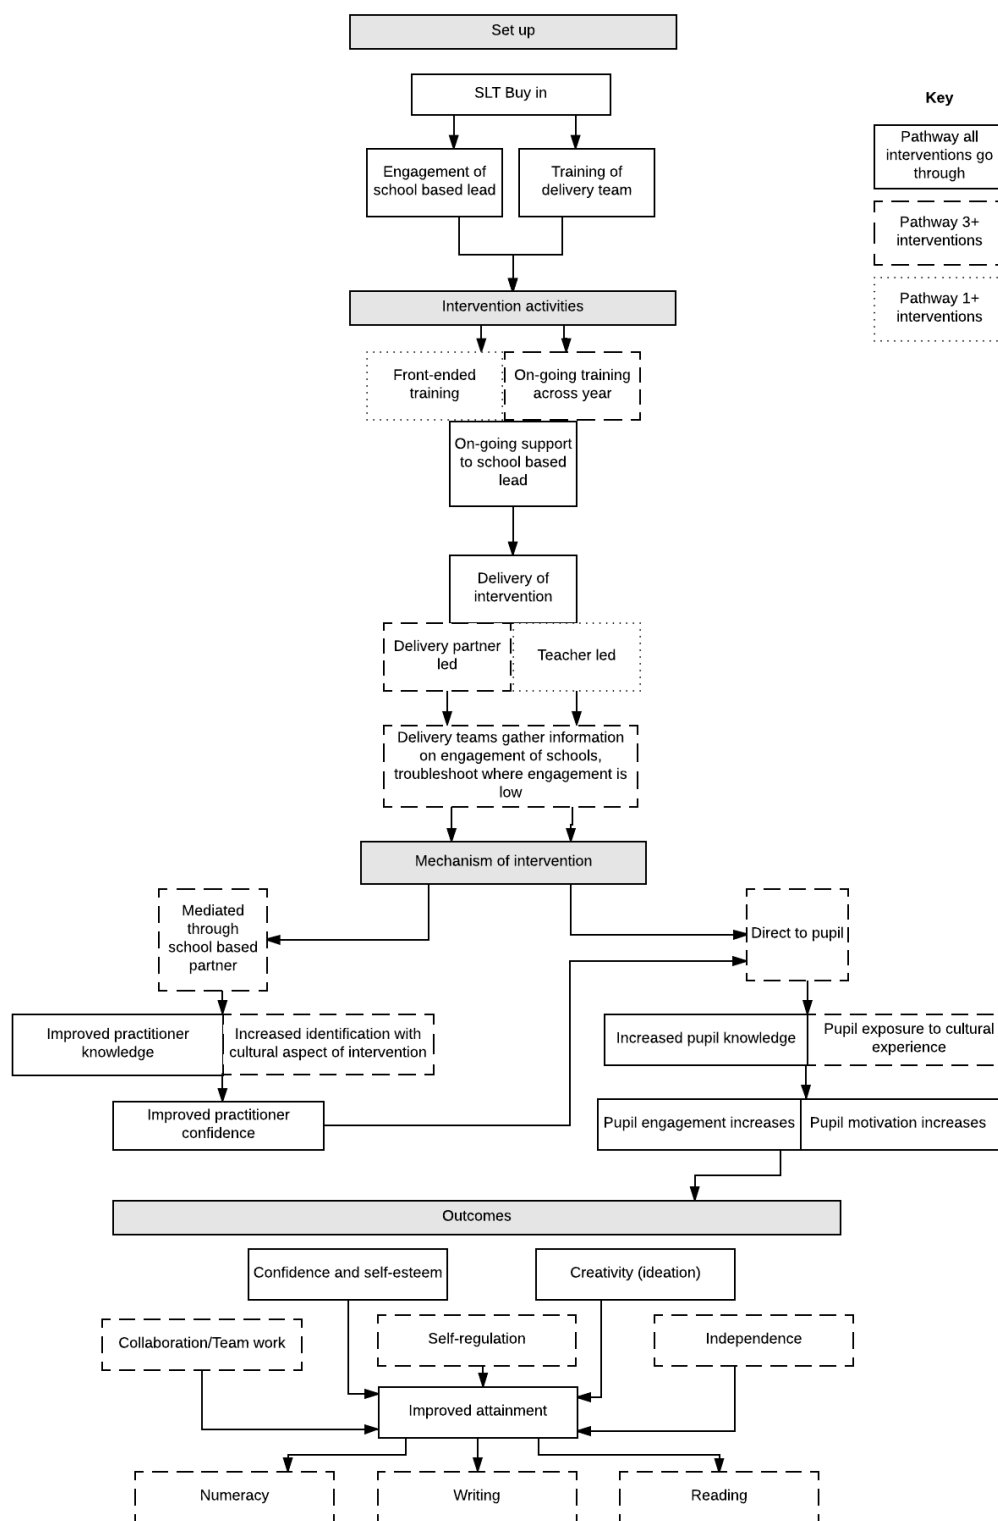 Set up
SLT Buy in
Key
Pathway all
interventions go
through
Engagement of
school based lead
Training of
delivery team
Pathway 3+
interventions
Pathway 1+
interventions
Intervention activities
Front-ended
training
On-going training
across year
On-going support
to school based
lead
Delivery of
intervention
Delivery partner
led
Teacher led
Delivery teams gather information
on engagement of schools,
troubleshoot where engagement is
low
Mechanism of intervention
Mediated
through
school based
partner
Direct to pupil
Improved practitioner
knowledge
Increased identification with
cultural aspect of intervention
Increased pupil knowledge
Pupil exposure to cultural
experience
Improved practitioner
confidence
Pupil engagement increases
Pupil motivation increases
Outcomes
Confidence and self-esteem
Creativity (ideation)
Collaboration/Team work
Self-regulation
Independence
Improved attainment
Numeracy
Writing
Reading